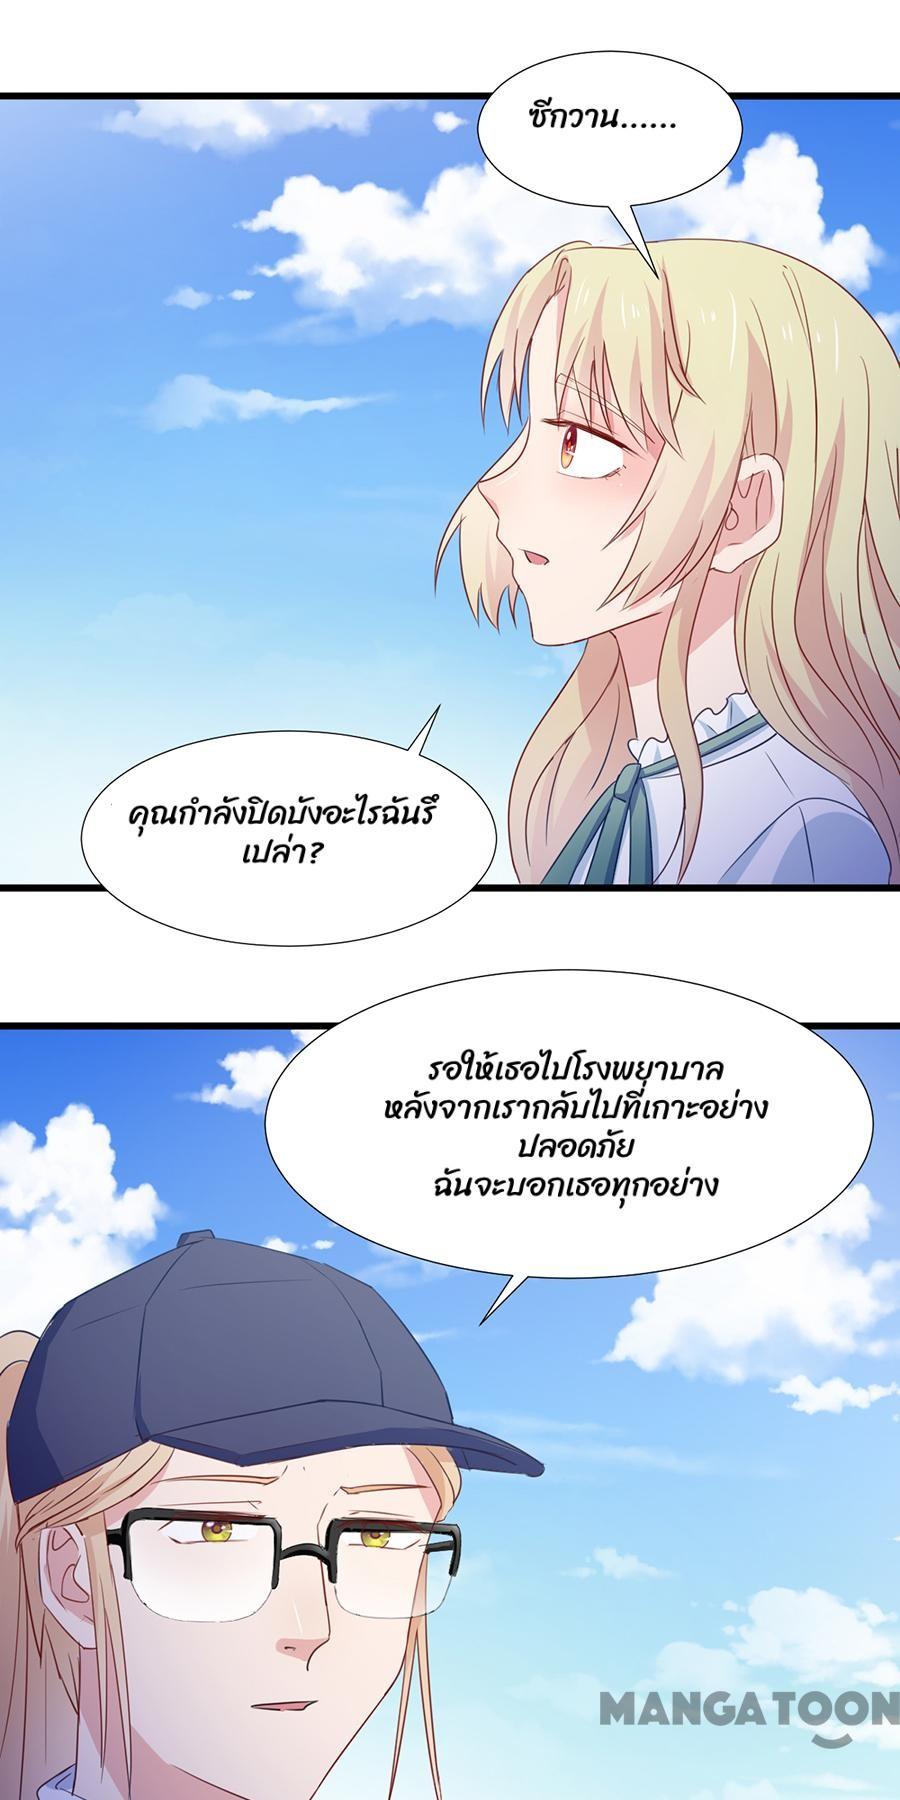 ซีกวาน......
คุณกำลังปิดบังอะไรฉันรึ
เปล่า?
รอให้เธอไปโรงพยาบาล
หลังจากเรากลับไปที่เกาะอย่าง
ปลอดภัย
ฉันจะบอกเธอทุกอย่าง
MANGATOON